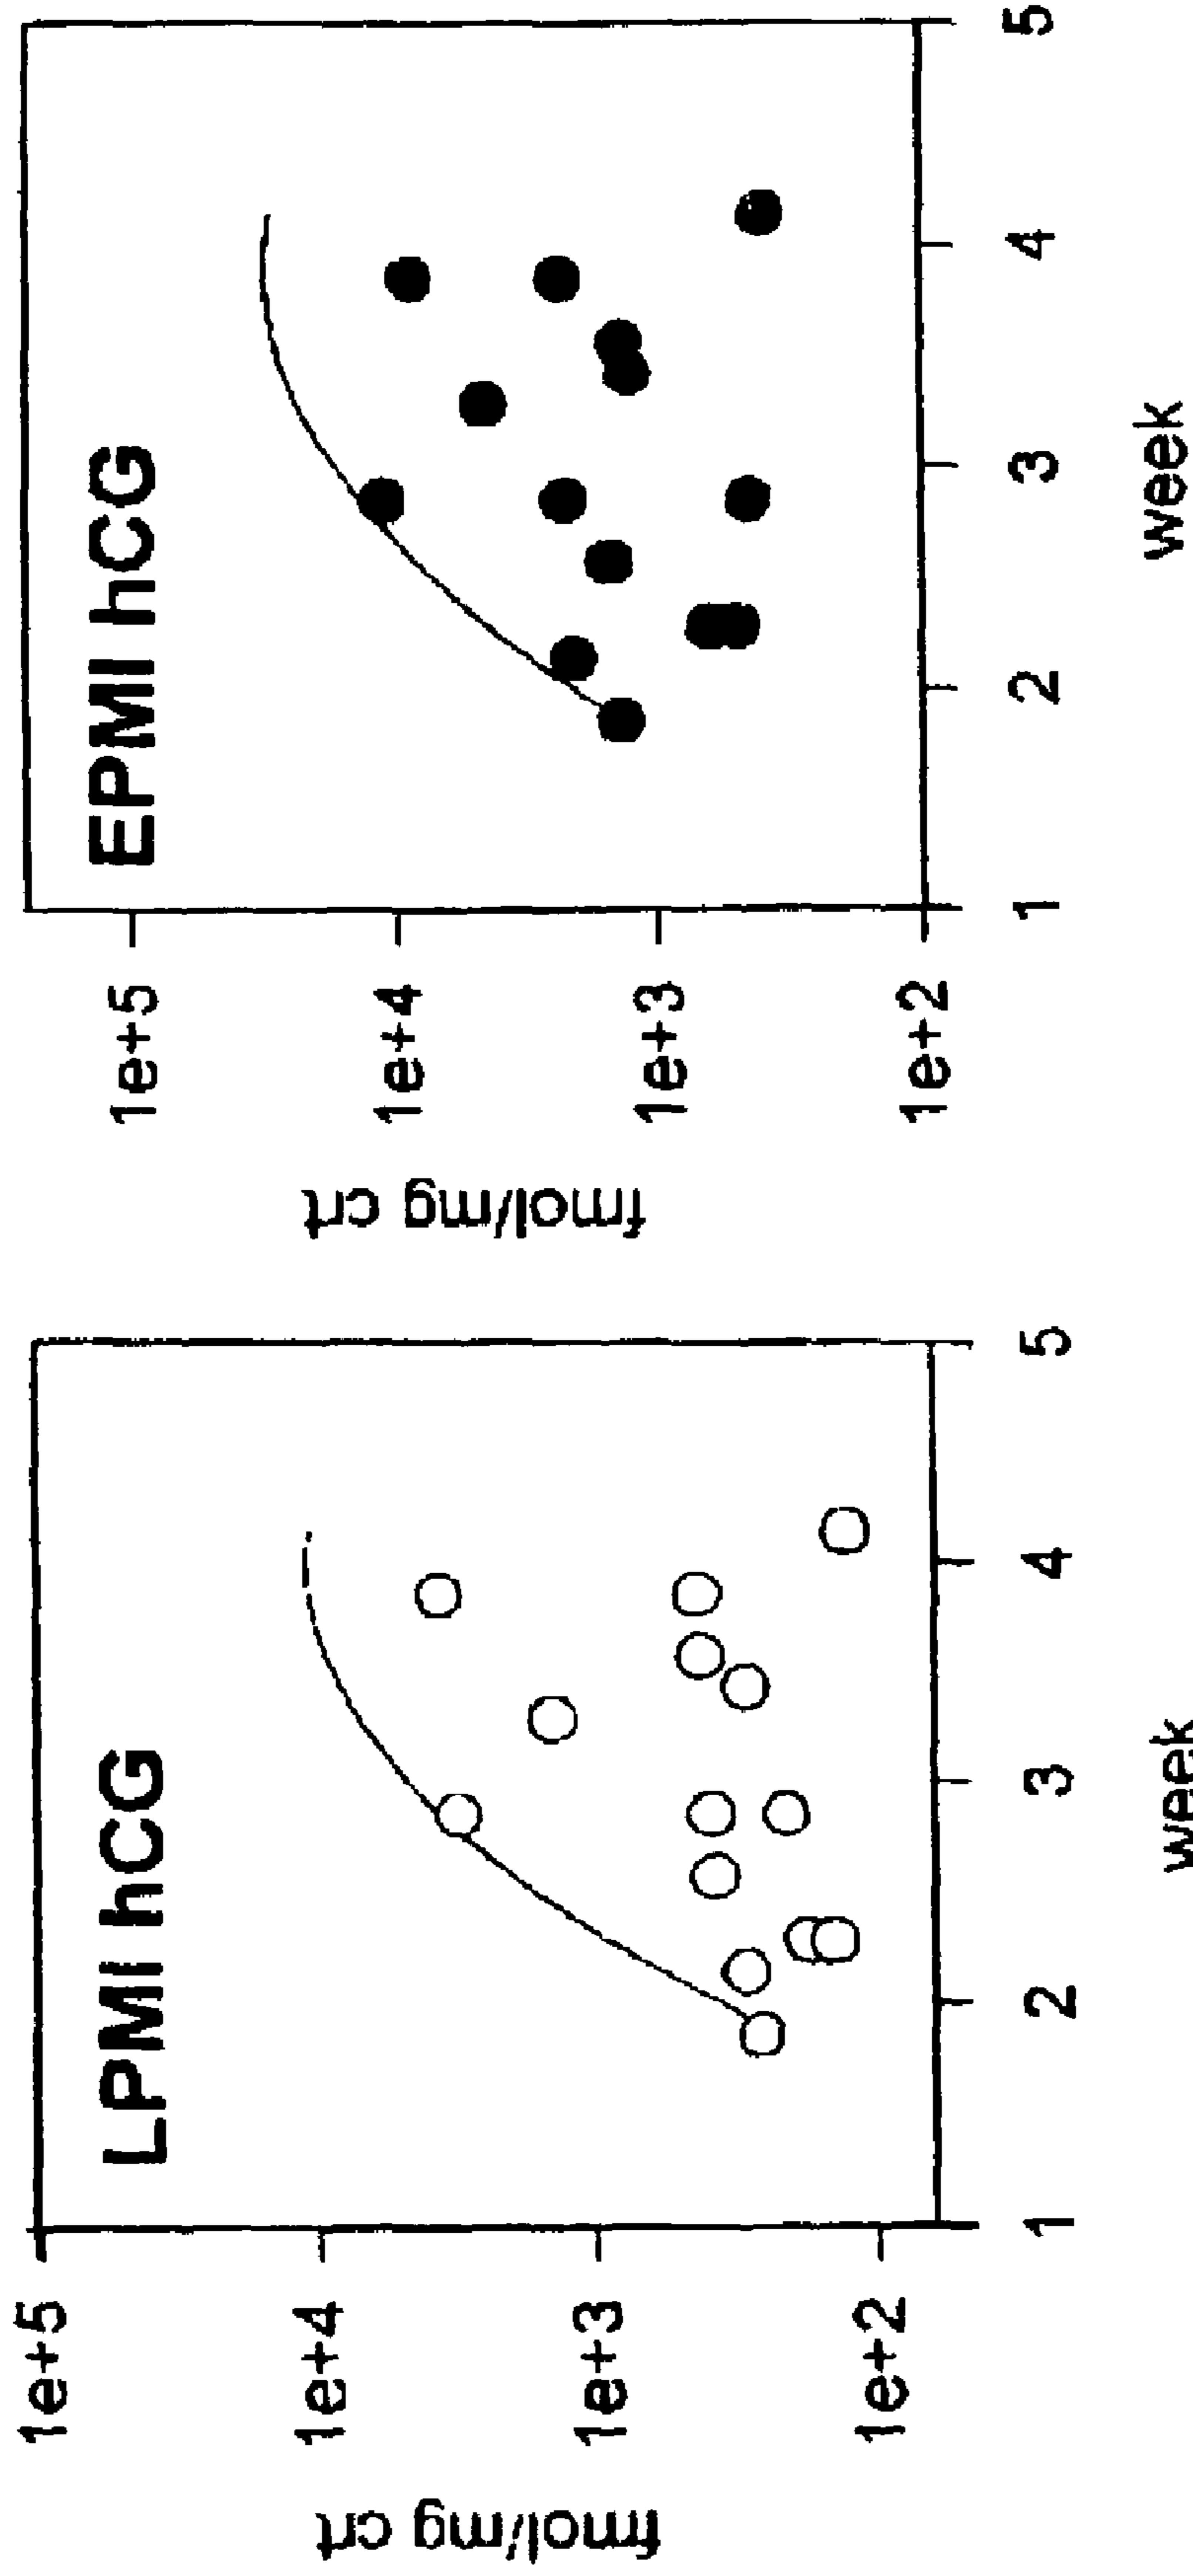 LPMI hCG
fmol/mg crt
1e+5
1e+4
1e+3
1e+2
1 2 3 4 5
week
EPMI hCG
fmol/mg crt
1e+5
1e+4
1e+3
1e+2
1 2 3 4 5
week